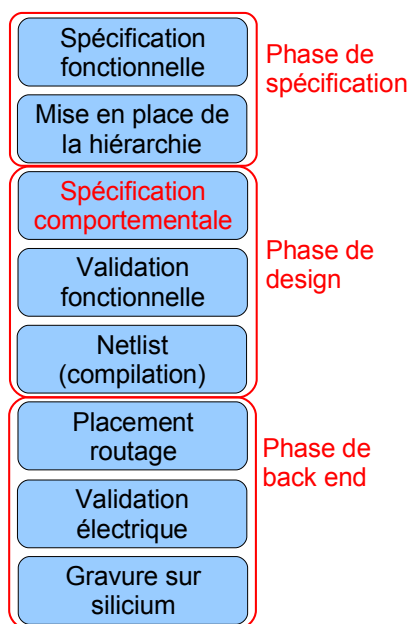 Spécification
fonctionnelle
Phase de
spécification
Mise en place de
la hiérarchie
Spécification
comportementale
Validation
fonctionnelle
Phase de
design
Netlist
(compilation)
Placement
routage
Phase de
back end
Validation
électrique
Gravure sur
silicium